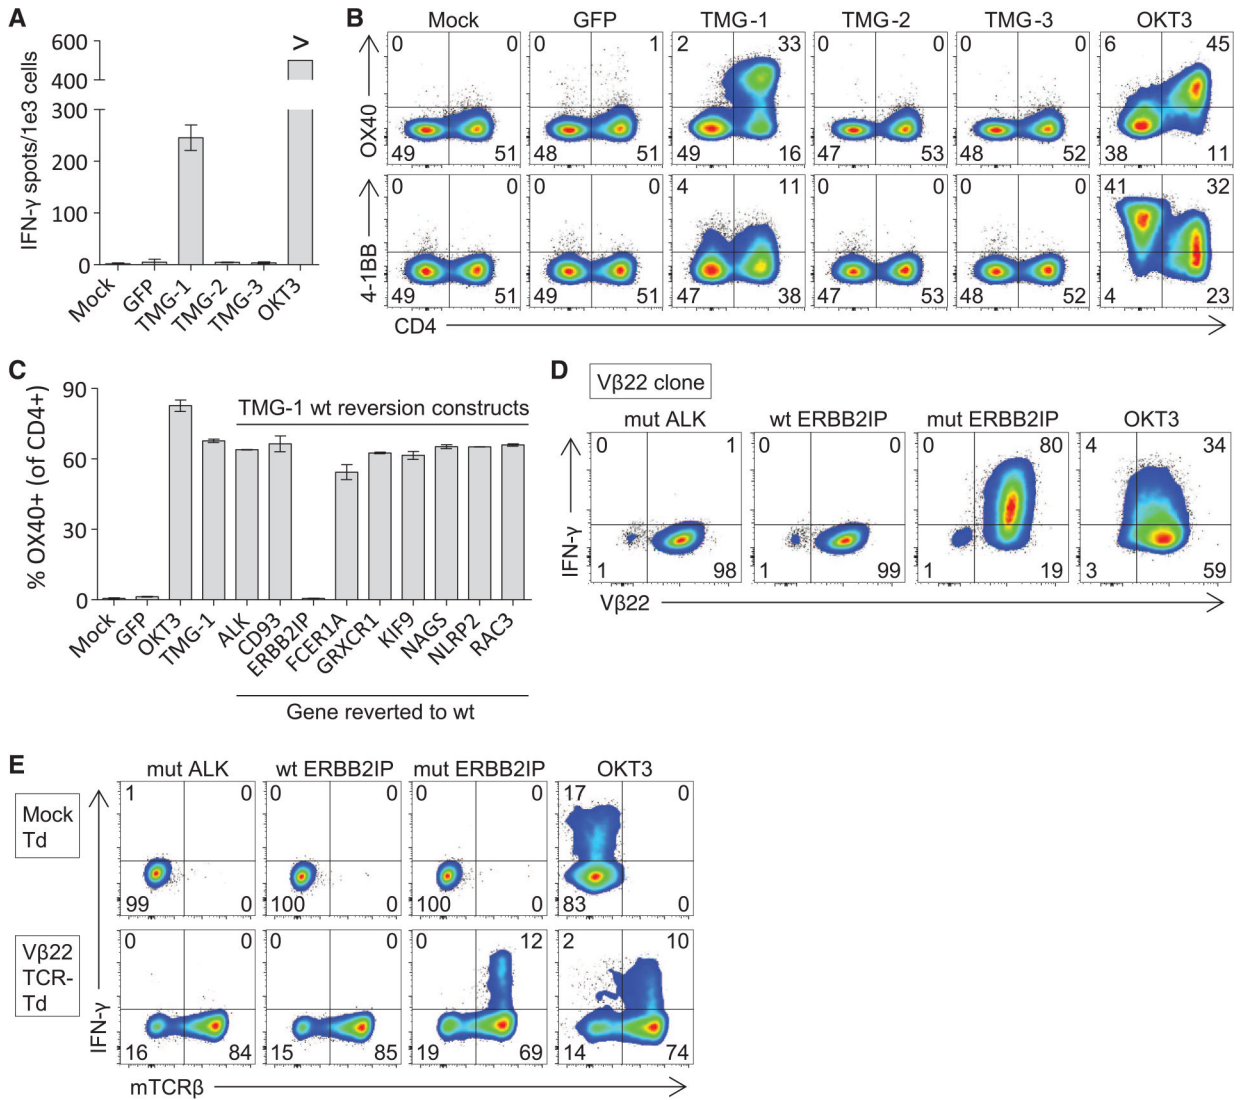 A
IFN-γ spots/1e3 cells
600
400
300
200
100
0
>
Mock
GFP
TMG-1
TMG-2
TMG-3
OKT3
B
Mock GFP TMG-1 TMG-2 TMG-3 OKT3
OX40
0 0 0 1 2 33 0 0 0 0 6 45
49 51 48 51 49 16 47 53 48 52 38 11
4-1BB
0 0 0 0 4 11 0 0 0 0 41 32
49 51 49 51 47 38 47 53 48 52 4 23
CD4
C
% OX40+ (of CD4+)
90
60
30
0
TMG-1 wt reversion constructs
Mock
GFP
OKT3
TMG-1
ALK
CD93
ERBB2IP
FCER1A
GRXCR1
KIF9
NAGS
NLRP2
RAC3
Gene reverted to wt
D
Vβ22 clone
mut ALK wt ERBB2IP mut ERBB2IP OKT3
IFN-γ
0 1 0 0 0 80 4 34
1 98 1 99 1 19 3 59
Vβ22
E
mut ALK wt ERBB2IP mut ERBB2IP OKT3
Mock
Td
1 0 0 0 0 0 17 0
99 0 100 0 100 0 83 0
Vβ22
TCR-
Td
IFN-γ
0 0 0 0 0 12 2 10
16 84 15 85 19 69 14 74
mTCRβ